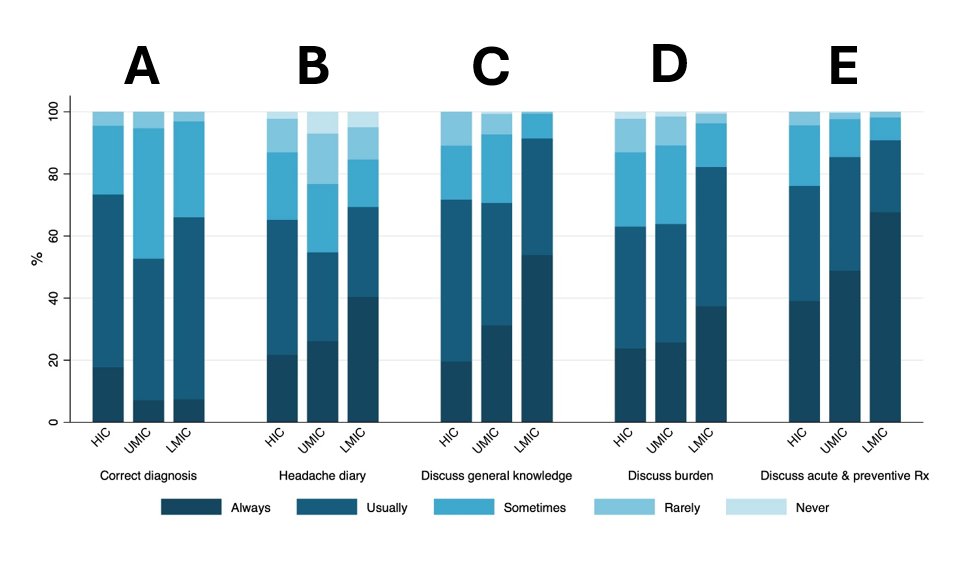 A B C D E
100
80
60
40
20
0
%
HIC UMIC LMIC HIC UMIC LMIC HIC UMIC LMIC HIC UMIC LMIC HIC UMIC LMIC
Correct diagnosis Headache diary Discuss general knowledge Discuss burden Discuss acute & preventive Rx
Always Usually Sometimes Rarely Never